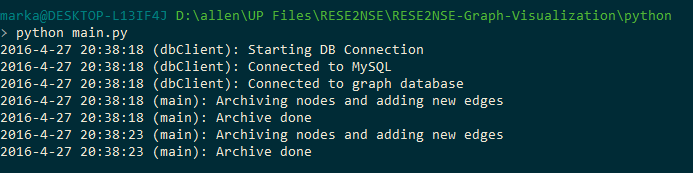 marka@DESKTOP-L13IF4J D:\allen\UP Files\RESE2NSE\RESE2NSE-Graph-Visualization\python
> python main.py
2016-4-27 20:38:18 (dbClient): Starting DB Connection
2016-4-27 20:38:18 (dbClient): Connected to MySQL
2016-4-27 20:38:18 (dbClient): Connected to graph database
2016-4-27 20:38:18 (main): Archiving nodes and adding new edges
2016-4-27 20:38:18 (main): Archive done
2016-4-27 20:38:23 (main): Archiving nodes and adding new edges
2016-4-27 20:38:23 (main): Archive done